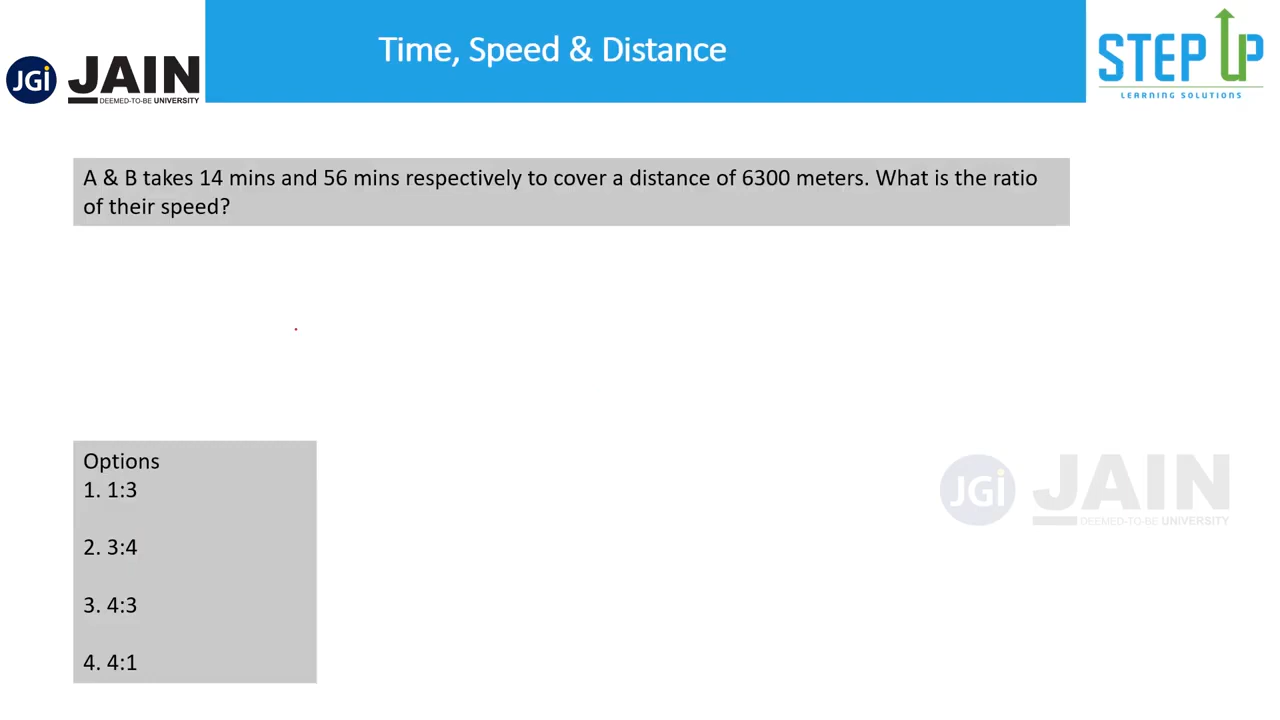 Time, Speed & Distance
JGi JAIN
DEEMED-TO-BE UNIVERSITY
STEP UP
LEARNING SOLUTIONS
A & B takes 14 mins and 56 mins respectively to cover a distance of 6300 meters. What is the ratio
of their speed?
Options
1. 1:3
2. 3:4
3. 4:3
4. 4:1
JGi JAIN
DEEMED-TO-BE UNIVERSITY